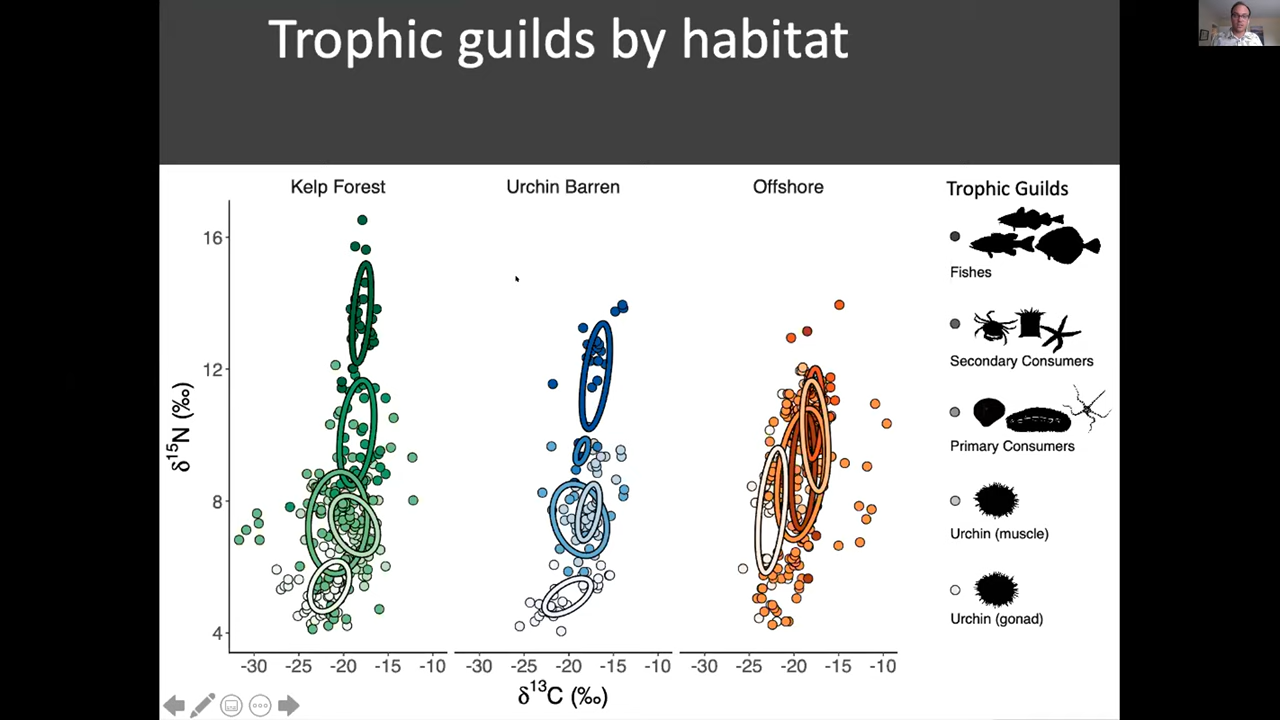 Trophic guilds by habitat
Kelp Forest
Urchin Barren
Offshore
Trophic Guilds
Fishes
Secondary Consumers
Primary Consumers
Urchin (muscle)
Urchin (gonad)
δ15N (‰)
16
12
8
4
-30 -25 -20 -15 -10
-30 -25 -20 -15 -10
-30 -25 -20 -15 -10
δ13C (‰)